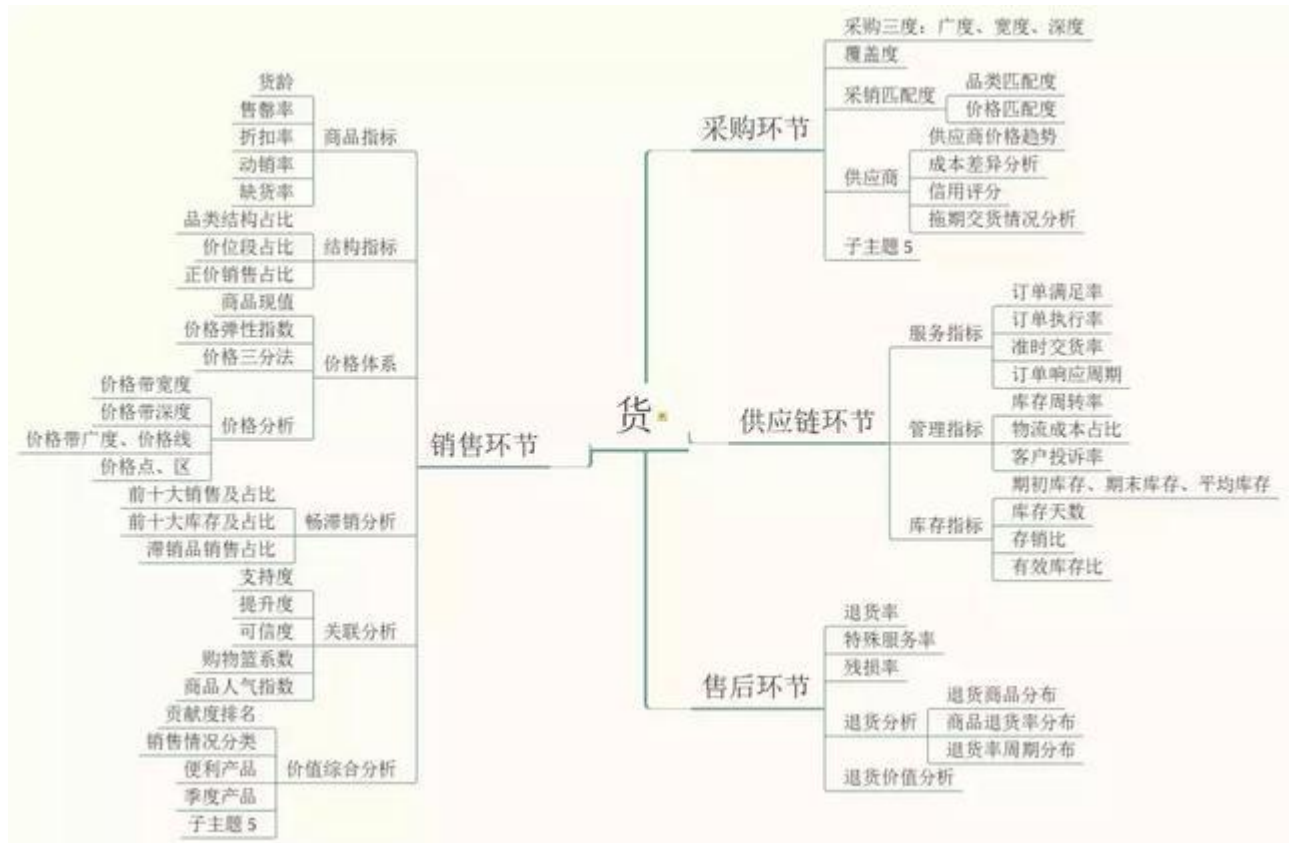 货
采购环节
采购三度：广度、宽度、深度
覆盖度
采销匹配度
品类匹配度
价格匹配度
供应商
供应商价格趋势
成本差异分析
信用评分
拖期交货情况分析
子主题 5
供应链环节
服务指标
订单满足率
订单执行率
准时交货率
订单响应周期
管理指标
库存周转率
物流成本占比
客户投诉率
库存指标
期初库存、期末库存、平均库存
库存天数
存销比
有效库存比
售后环节
退货率
特殊服务率
残损率
退货分析
退货商品分布
商品退货率分布
退货率周期分布
退货价值分析
销售环节
商品指标
货龄
售罄率
折扣率
动销率
缺货率
结构指标
品类结构占比
价位段占比
正价销售占比
价格体系
商品现值
价格弹性指数
价格三分法
价格分析
价格带宽度
价格带深度
价格带广度、价格线
价格点、区
畅滞销分析
前十大销售及占比
前十大库存及占比
滞销品销售占比
关联分析
支持度
提升度
可信度
购物篮系数
商品人气指数
价值综合分析
贡献度排名
销售情况分类
便利产品
季度产品
子主题 5